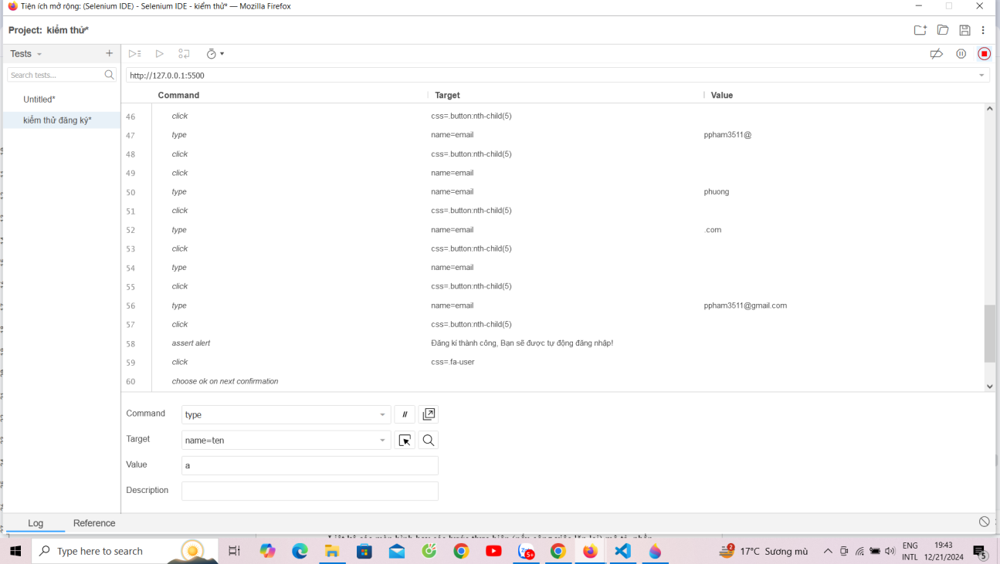 Tiện ích mở rộng: (Selenium IDE) - Selenium IDE - kiểm thử* — Mozilla Firefox
Project: kiểm thử*
Tests
Search tests...
http://127.0.0.1:5500
Untitled*
kiểm thử đăng ký*
Command Target Value
46 click css=.button:nth-child(5)
47 type name=email ppham3511@
48 click css=.button:nth-child(5)
49 click name=email
50 type name=email phuong
51 click css=.button:nth-child(5)
52 type name=email .com
53 click css=.button:nth-child(5)
54 type name=email
55 click css=.button:nth-child(5)
56 type name=email ppham3511@gmail.com
57 click css=.button:nth-child(5)
58 assert alert Đăng kí thành công, Bạn sẽ được tự động đăng nhập!
59 click css=.fa-user
60 choose ok on next confirmation
Command type //
Target name=ten
Value a
Description
Log Reference
Type here to search
17°C Sương mù
ENG 19:43
INTL 12/21/2024
2
5+
5